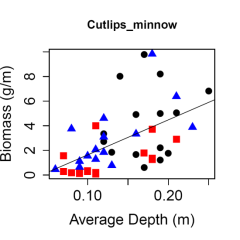 Cutlips_minnow
Biomass (g/m)
0 2 4 6 8
0.10 0.20
Average Depth (m)